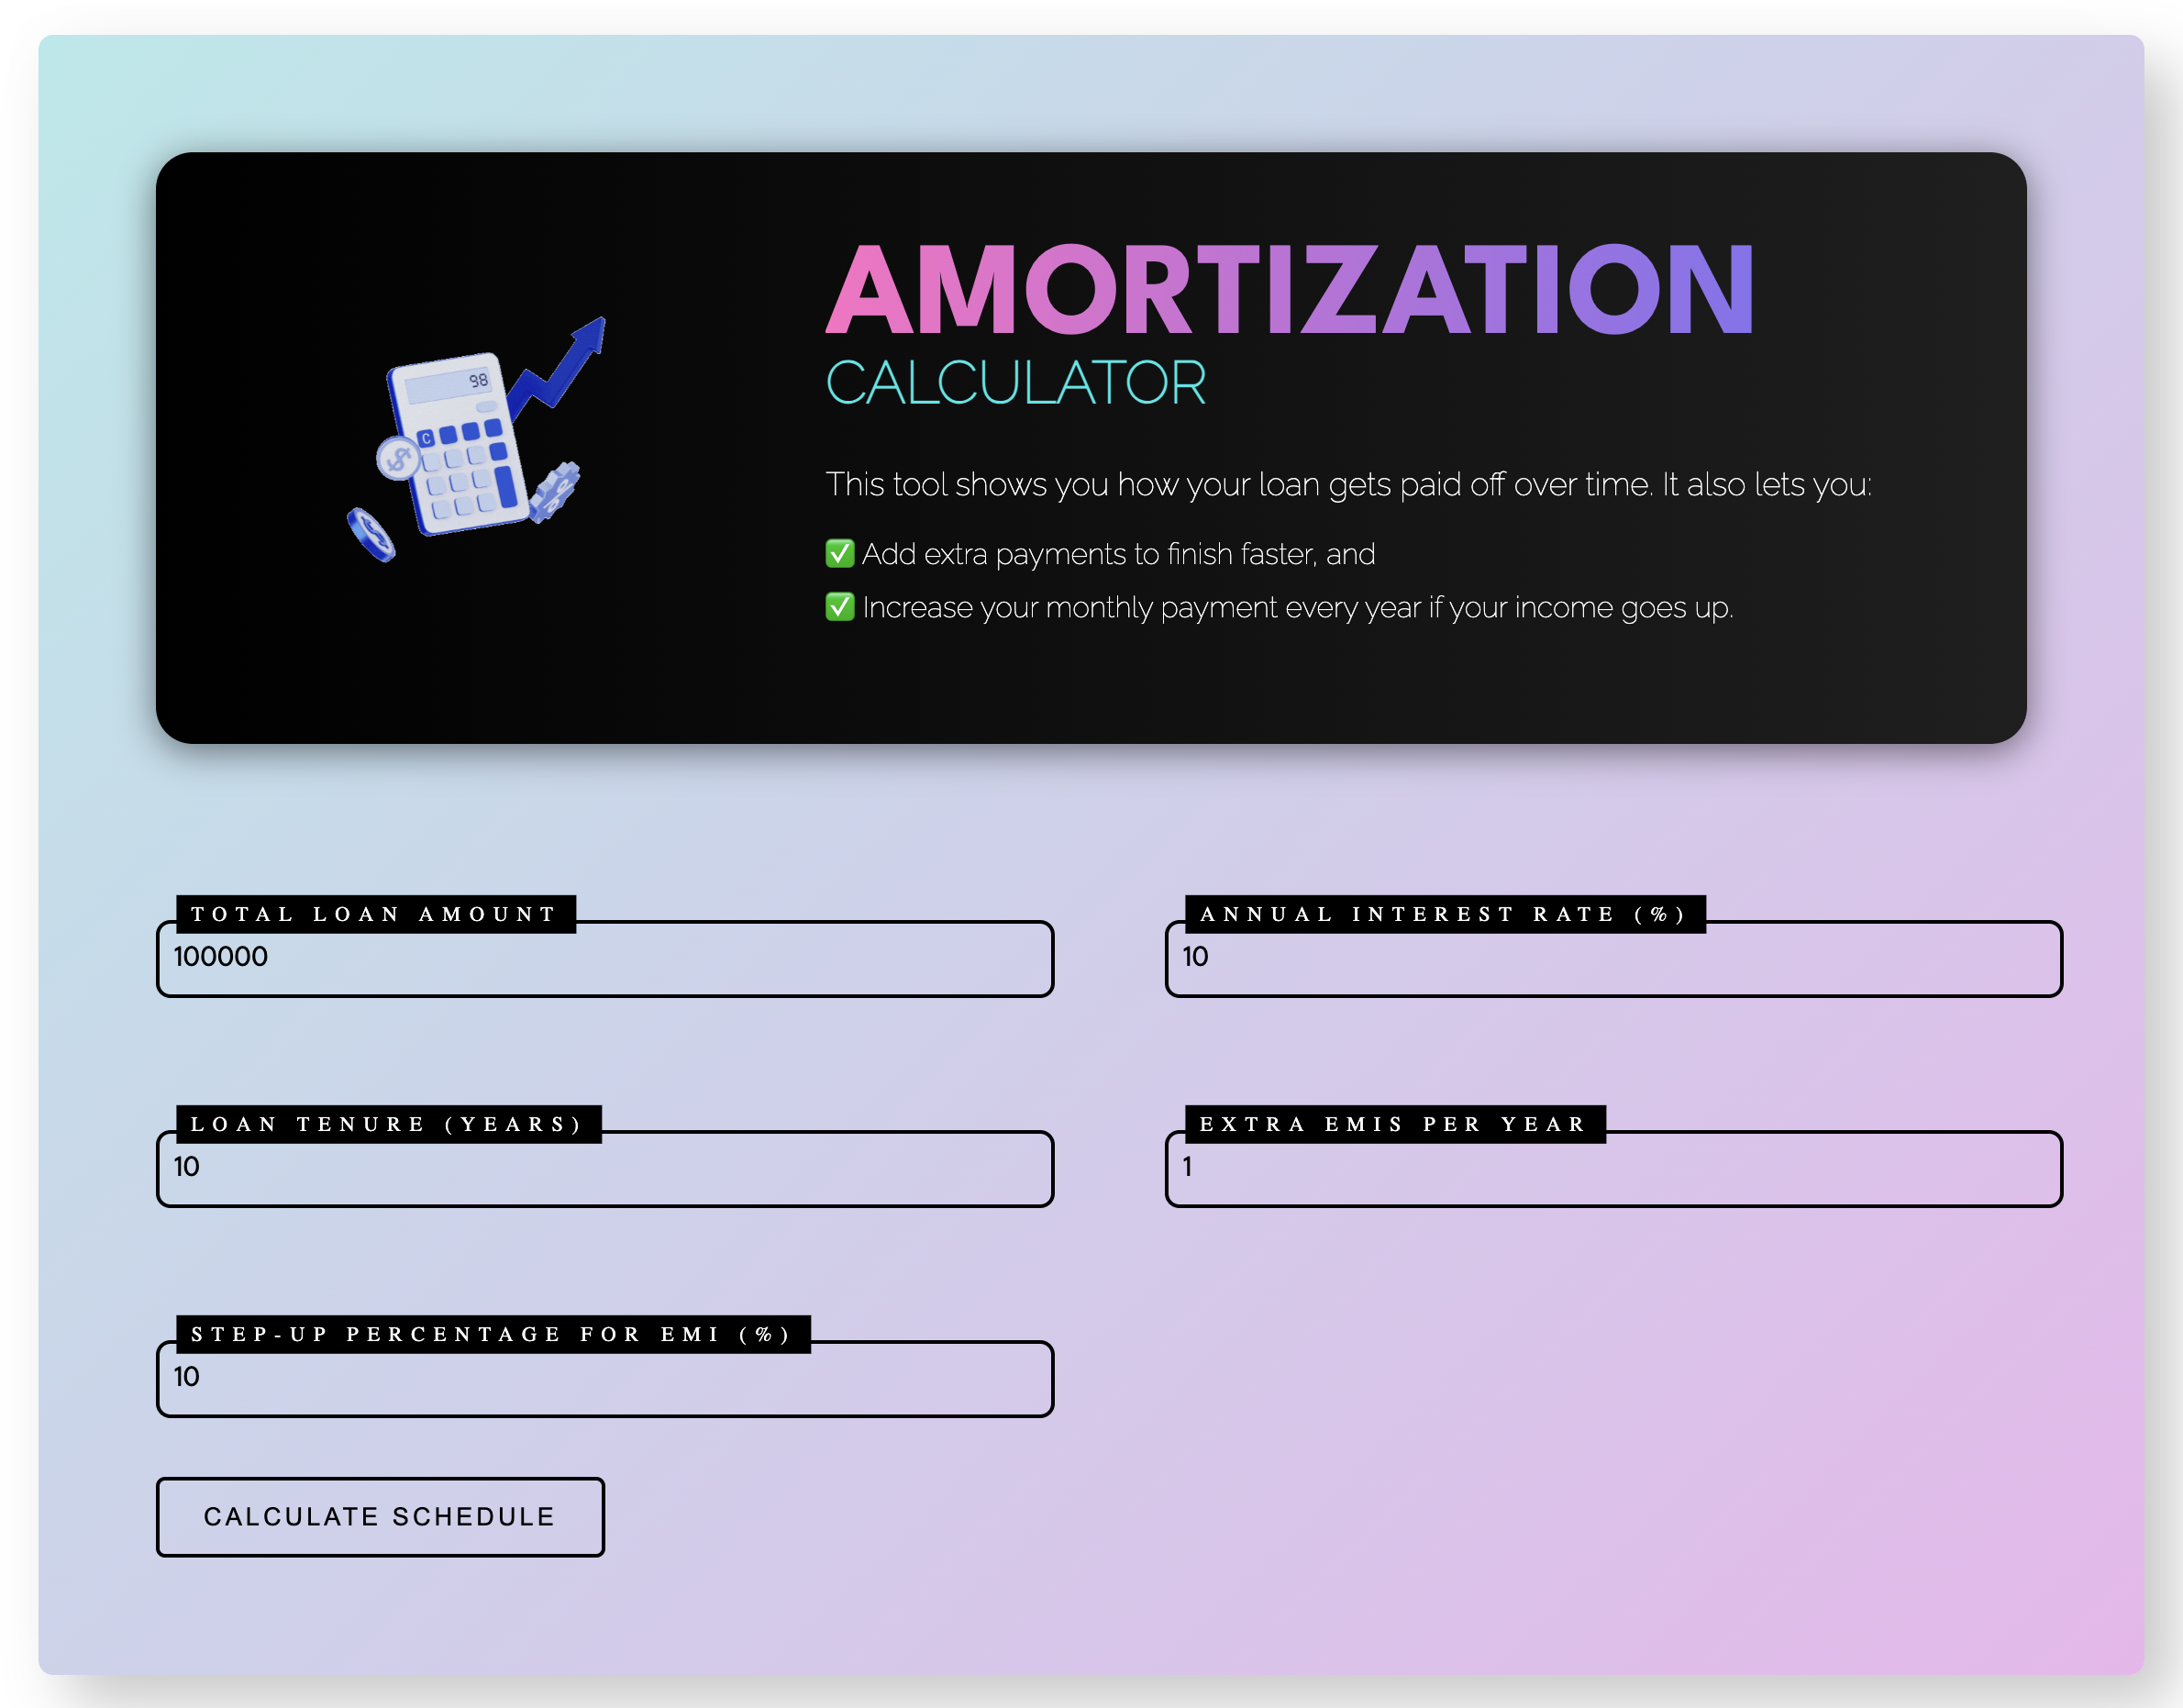 AMORTIZATION
CALCULATOR
98
C
$
%
This tool shows you how your loan gets paid off over time. It also lets you:
✅ Add extra payments to finish faster, and
✅ Increase your monthly payment every year if your income goes up.
TOTAL LOAN AMOUNT
100000
ANNUAL INTEREST RATE (%)
10
LOAN TENURE (YEARS)
10
EXTRA EMIS PER YEAR
1
STEP-UP PERCENTAGE FOR EMI (%)
10
CALCULATE SCHEDULE